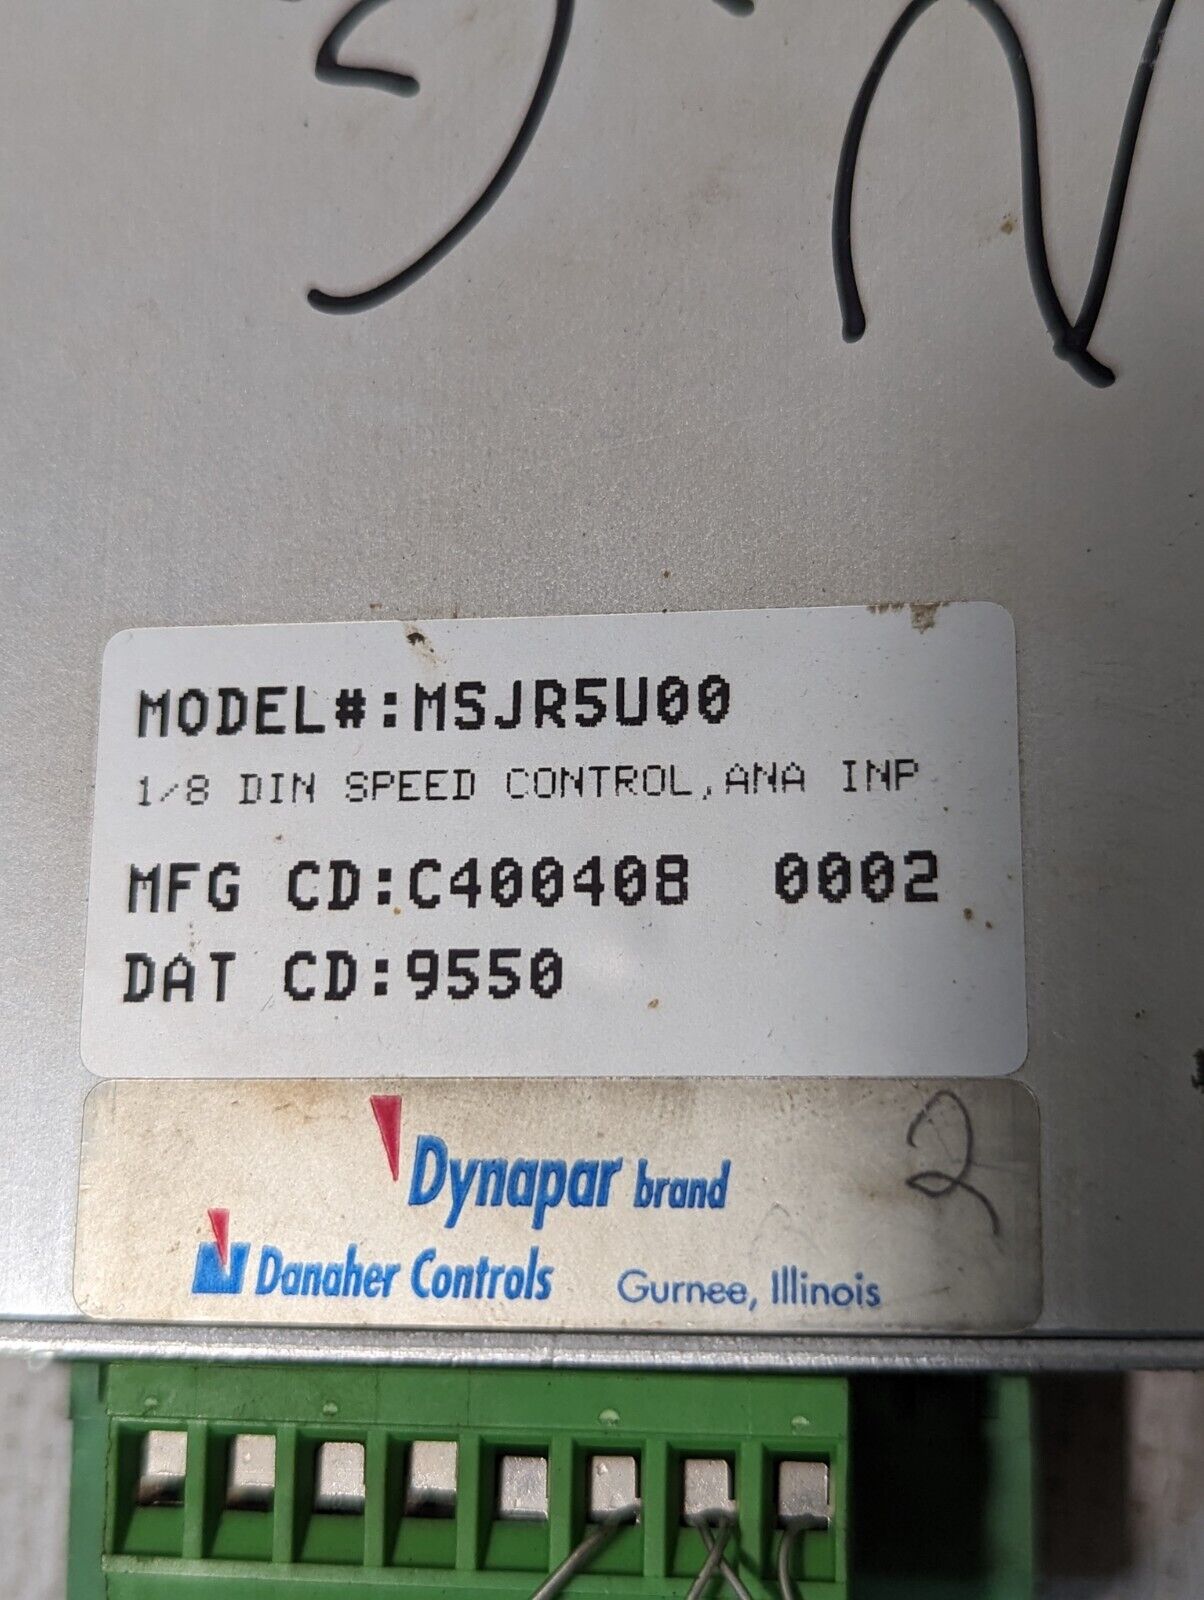 MODEL#:MSJR5U00
1/8 DIN SPEED CONTROL,ANA INP
MFG CD:C400408 0002
DAT CD:9550
Dynapar brand
2
Danaher Controls Gurnee, Illinois